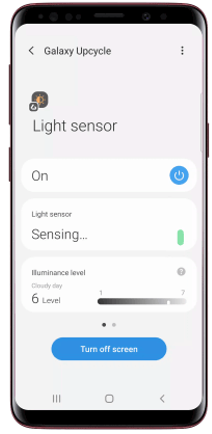 Galaxy Upcycle
Light sensor
On
Light sensor
Sensing...
Illuminance level
?
Cloudy day
6 Level
1
7
Turn off screen